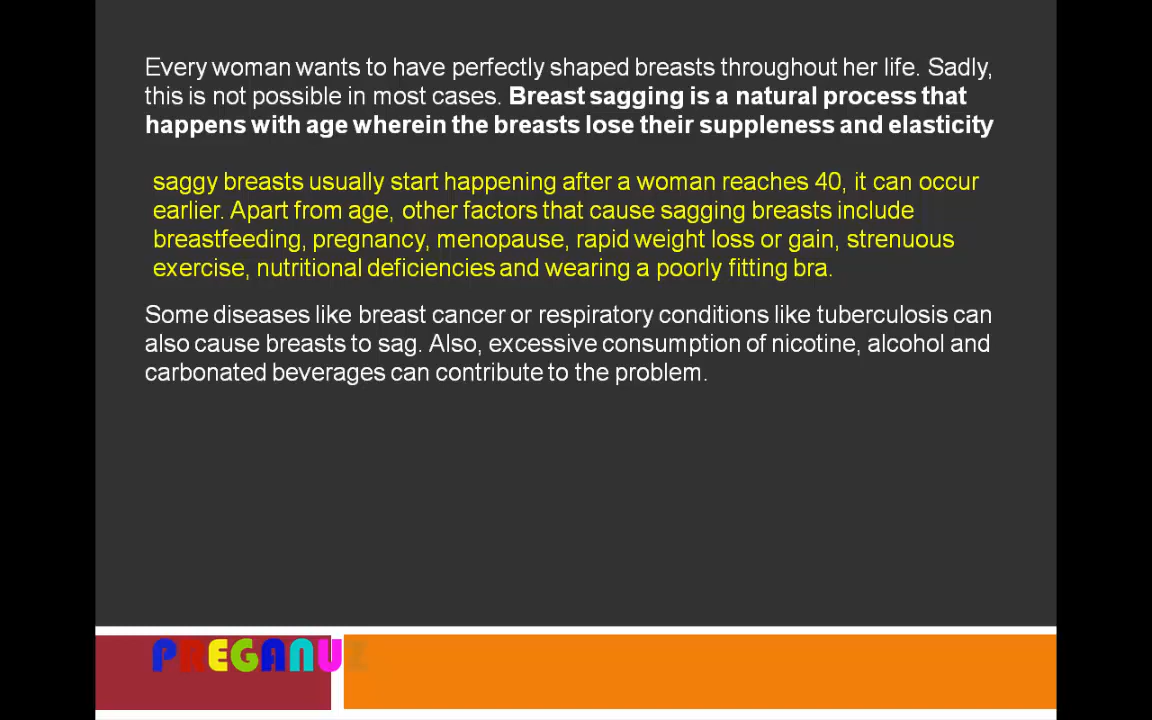 Every woman wants to have perfectly shaped breasts throughout her life. Sadly,
this is not possible in most cases. Breast sagging is a natural process that
happens with age wherein the breasts lose their suppleness and elasticity
saggy breasts usually start happening after a woman reaches 40, it can occur
earlier. Apart from age, other factors that cause sagging breasts include
breastfeeding, pregnancy, menopause, rapid weight loss or gain, strenuous
exercise, nutritional deficiencies and wearing a poorly fitting bra.
Some diseases like breast cancer or respiratory conditions like tuberculosis can
also cause breasts to sag. Also, excessive consumption of nicotine, alcohol and
carbonated beverages can contribute to the problem.
PREGANUZ